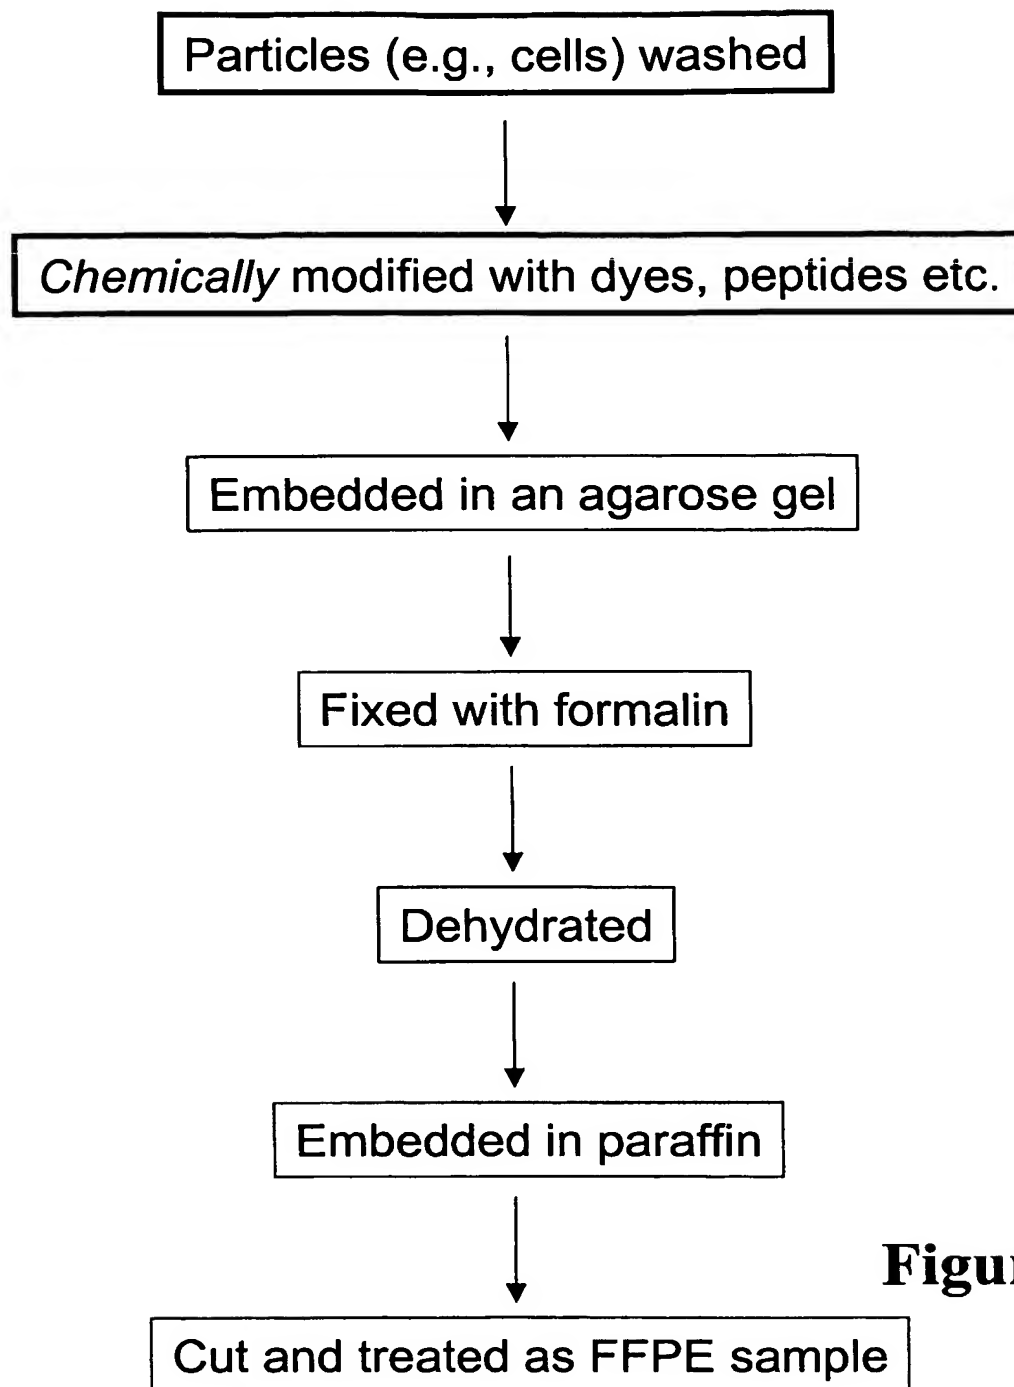 Particles (e.g., cells) washed
Chemically modified with dyes, peptides etc.
Embedded in an agarose gel
Fixed with formalin
Dehydrated
Embedded in paraffin
Cut and treated as FFPE sample